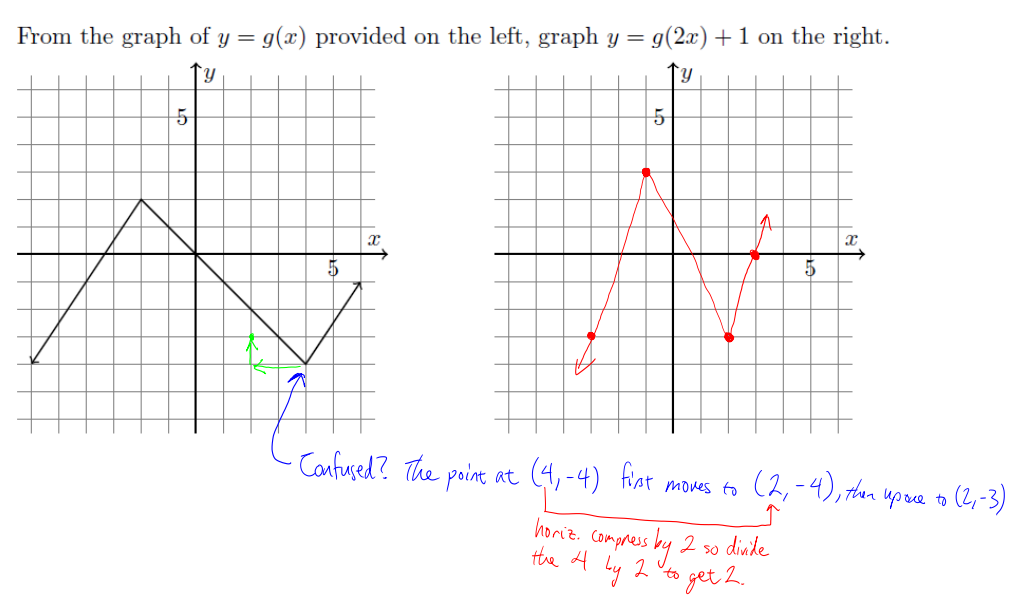 From the graph of y = g(x) provided on the left, graph y = g(2x) + 1 on the right.
y
5
x
5
y
5
x
5
Confused? The point at (4,-4) first moves to (2,-4), then up one to (2,-3)
horiz. compress by 2 so divide
the 4 by 2 to get 2.